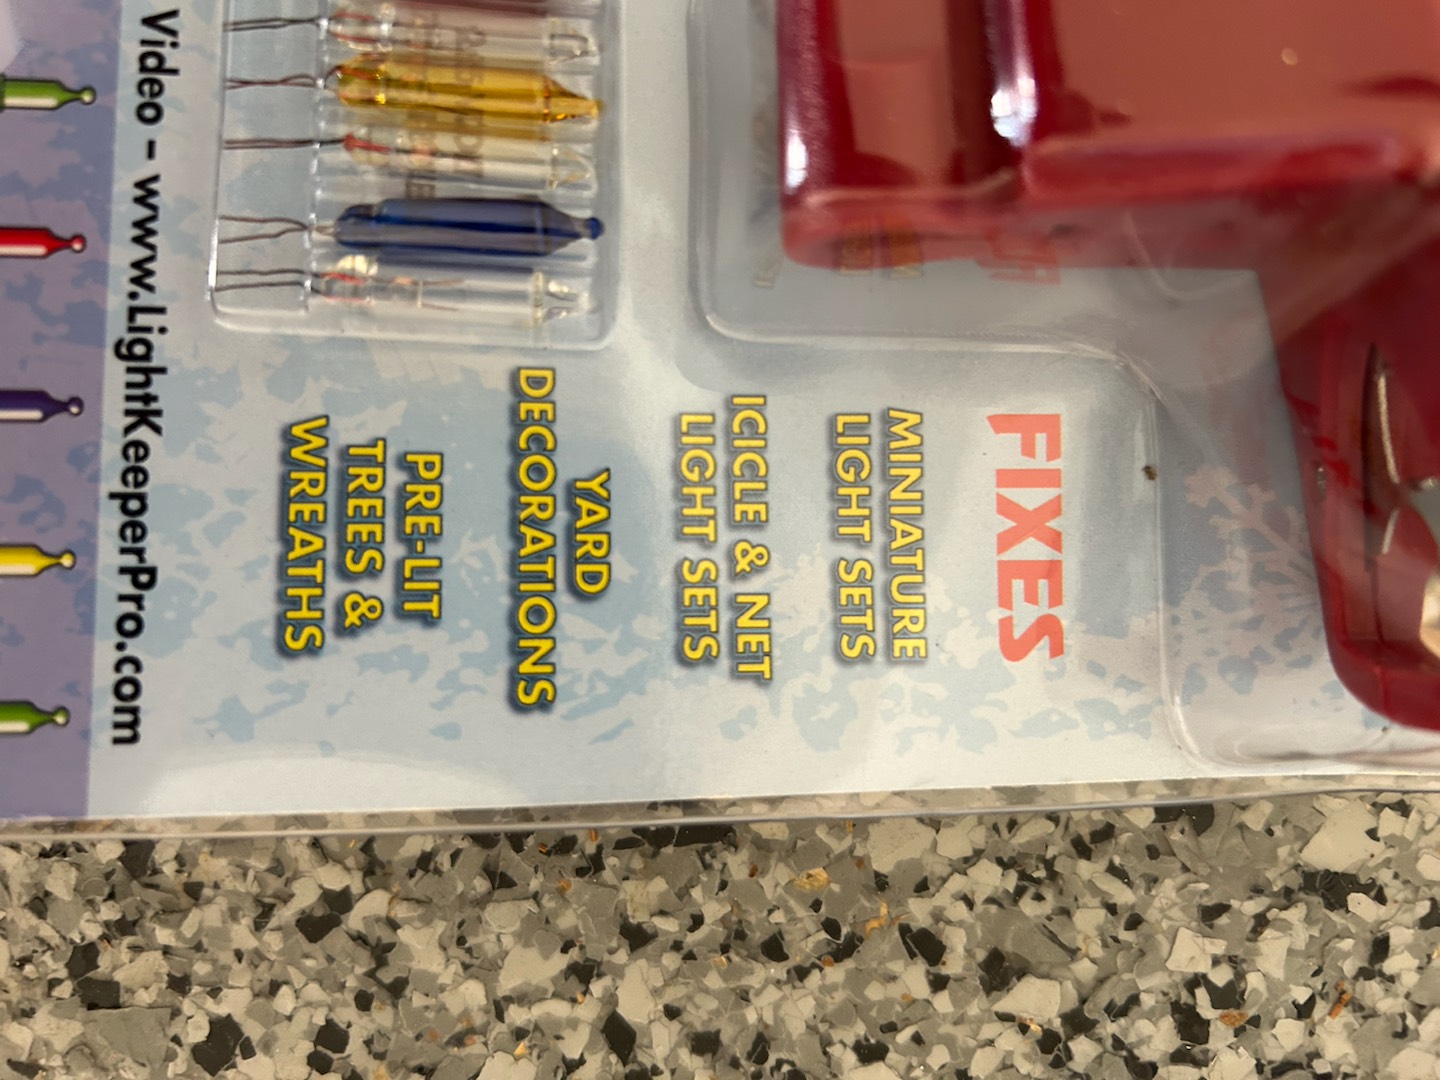 FIXES
MINIATURE
LIGHT SETS
ICICLE & NET
LIGHT SETS
YARD
DECORATIONS
PRE-LIT
TREES &
WREATHS
Video - www.LightKeeperPro.com